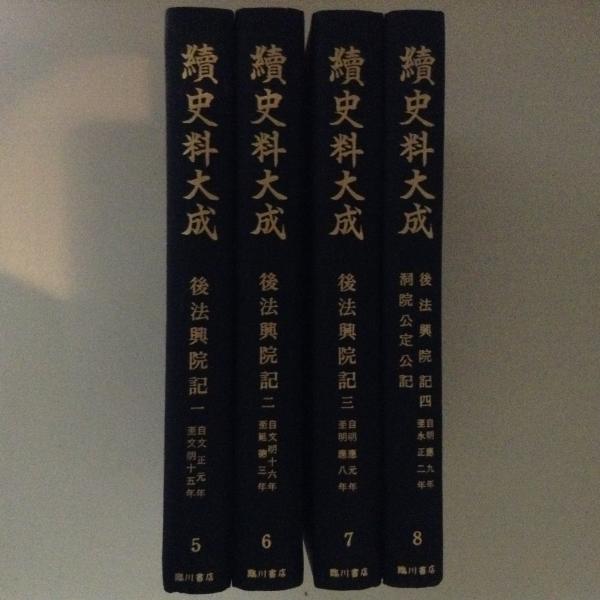 續史料大成
後法興院記一
自文正元年
至文明十五年
5
臨川書店
續史料大成
後法興院記二
自文明十六年
至延德三年
6
臨川書店
續史料大成
後法興院記三
自明應元年
至明應八年
7
臨川書店
續史料大成
後法興院記四
自明應九年
至永正二年
洞院公定公記
8
臨川書店